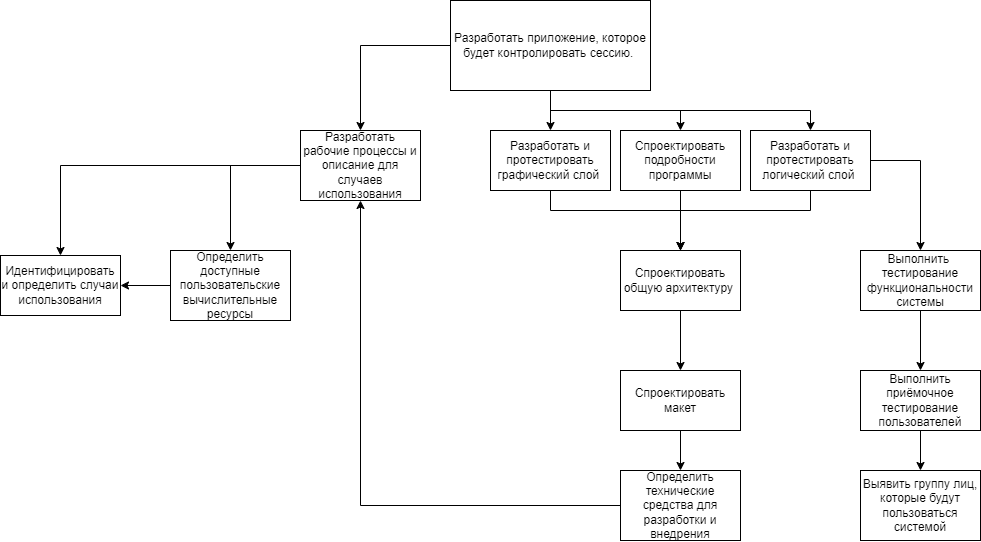 Разработать приложение, которое
будет контролировать сессию.
Разработать
рабочие процессы и
описание для
случаев
использования
Разработать и
протестировать
графический слой
Спроектировать
подробности
программы
Разработать и
протестировать
логический слой
Идентифицировать
и определить случаи
использования
Определить
доступные
пользовательские
вычислительные
ресурсы
Спроектировать
общую архитектуру
Выполнить
тестирование
функциональности
системы
Спроектировать
макет
Выполнить
приёмочное
тестирование
пользователей
Определить
технические
средства для
разработки и
внедрения
Выявить группу лиц,
которые будут
пользоваться
системой